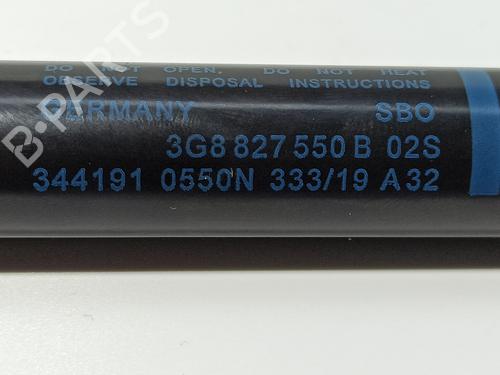 DO NOT OPEN, DO NOT HEAT
OBSERVE DISPOSAL INSTRUCTIONS
GERMANY SBO
3G8 827 550 B 02S
344191 0550N 333/19 A32
B-PARTS